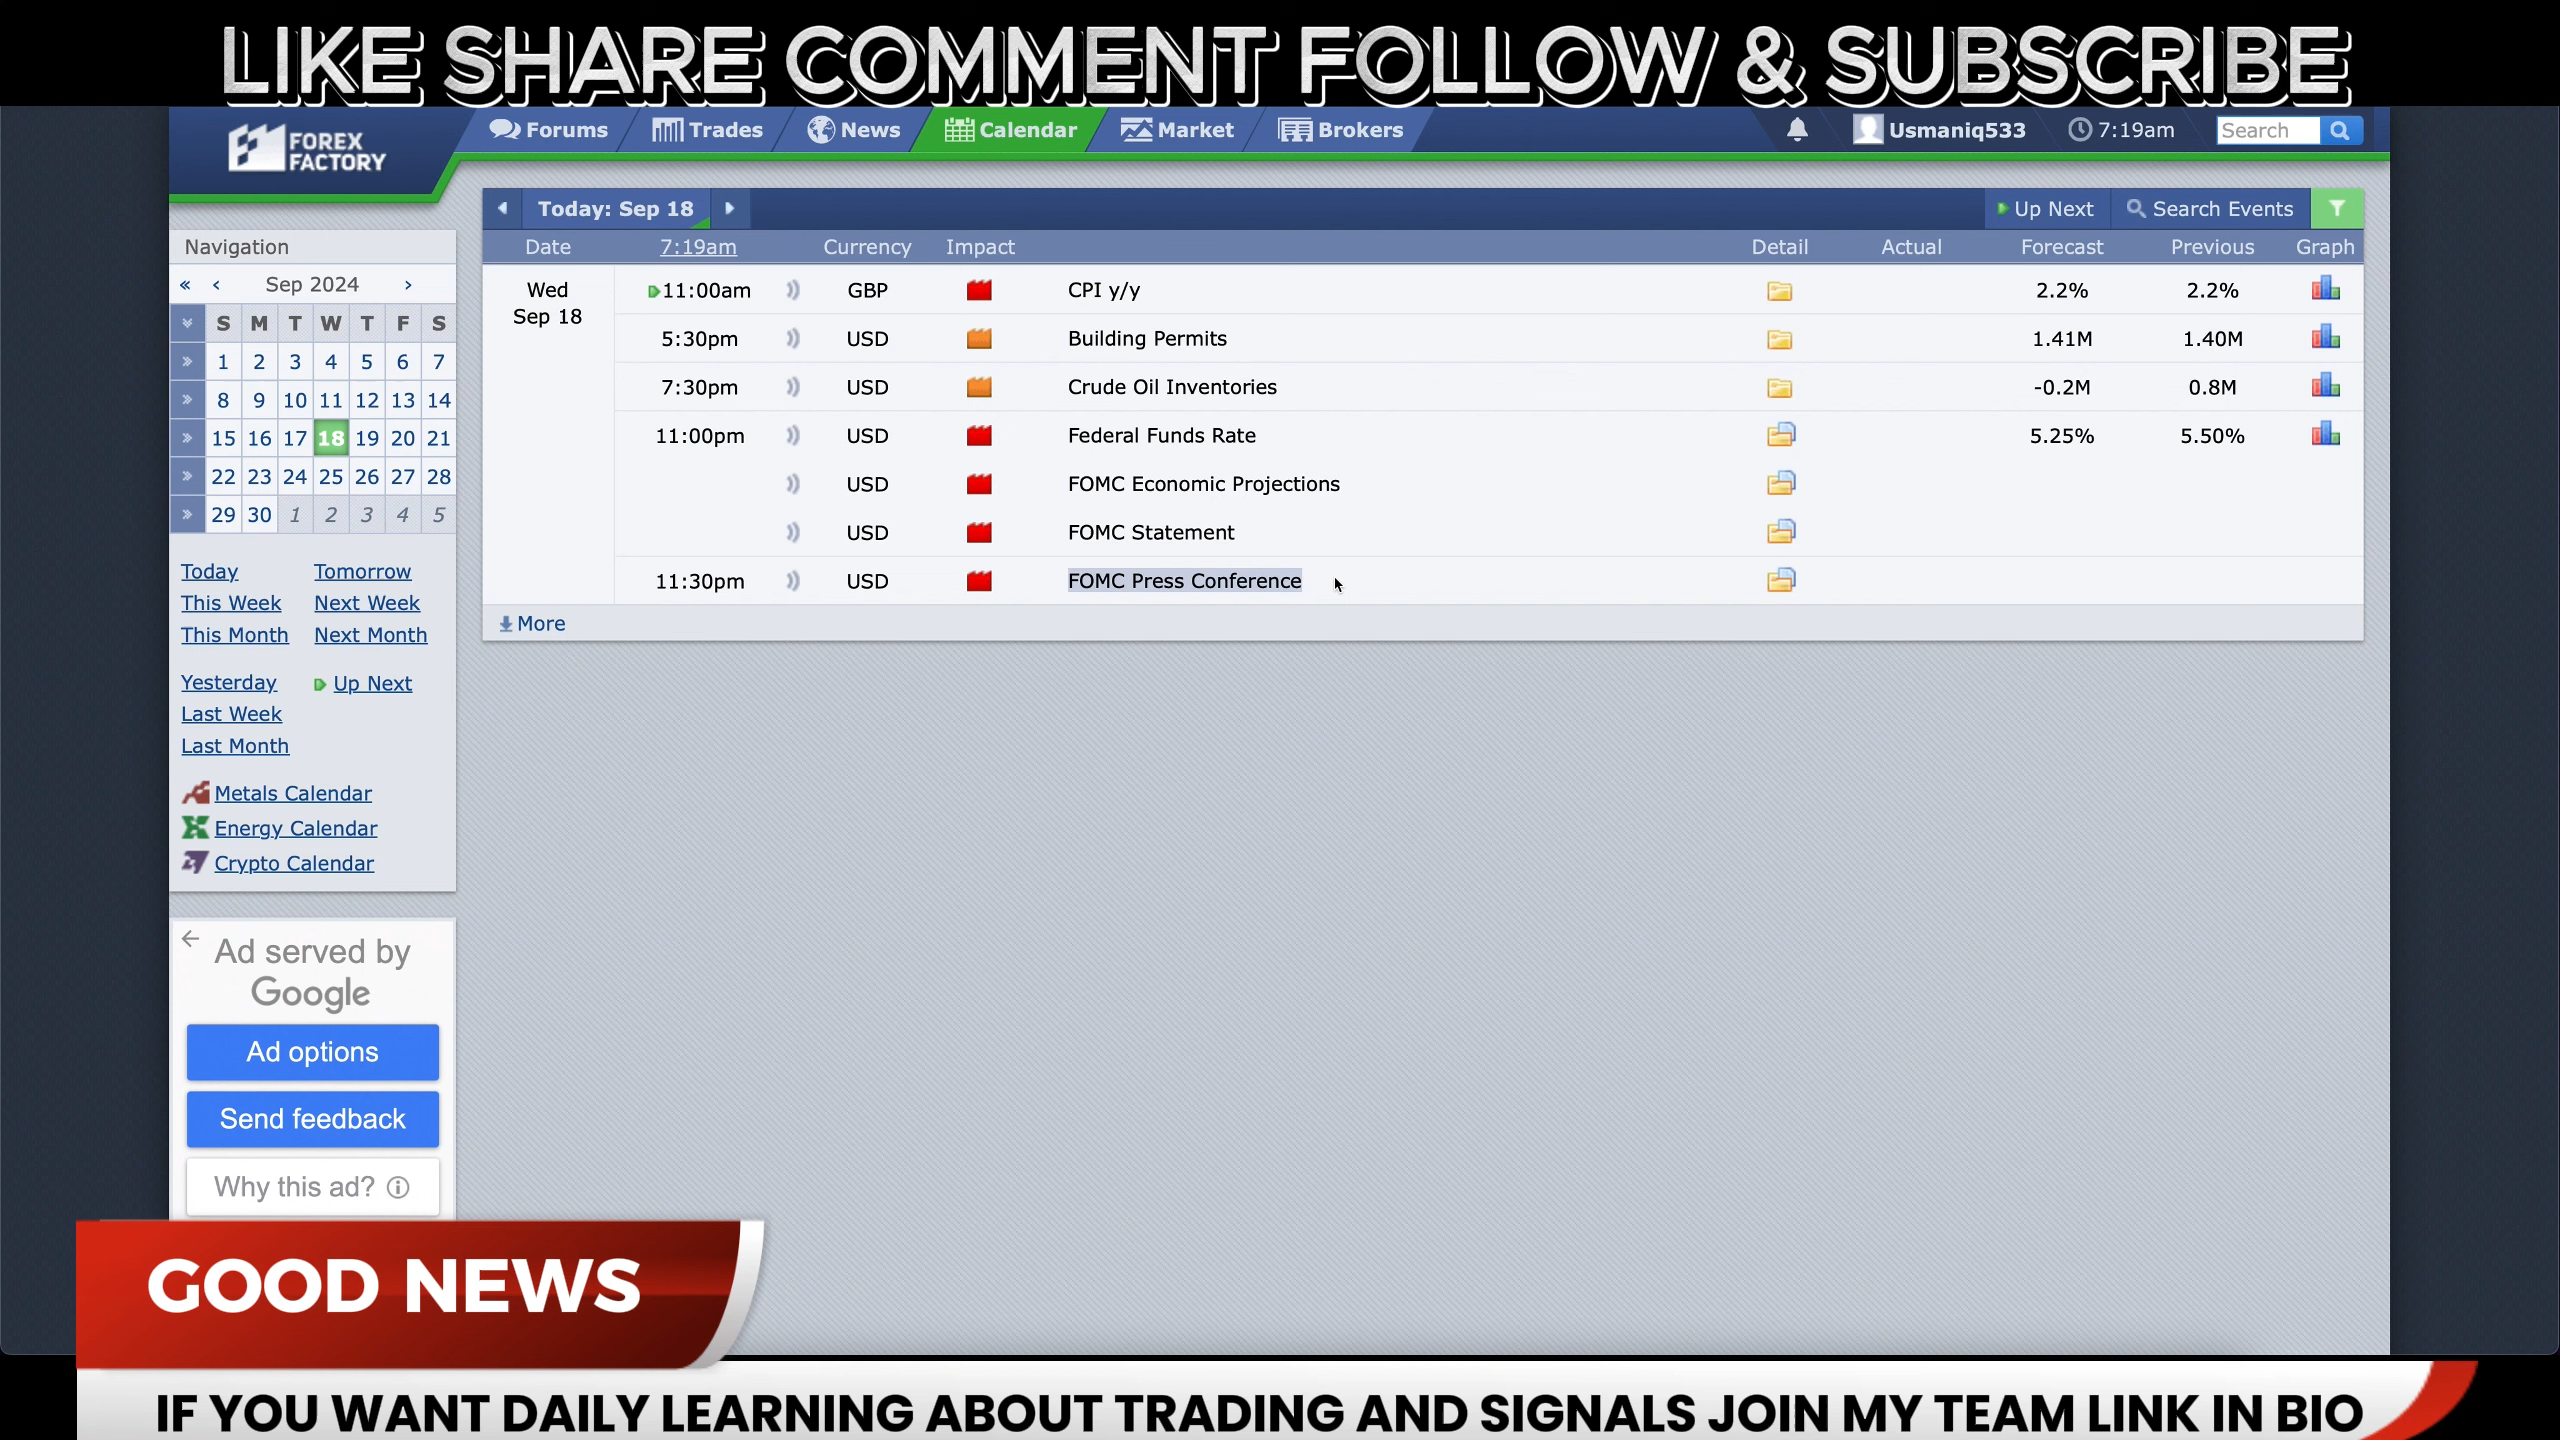 LIKE SHARE COMMENT FOLLOW & SUBSCRIBE
FOREX FACTORY
Forums Trades News Calendar Market Brokers Usmaniq533 7:19am Search
Today: Sep 18 Up Next Search Events
Date 7:19am Currency Impact Detail Actual Forecast Previous Graph
Wed Sep 18
11:00am GBP CPI y/y 2.2% 2.2%
5:30pm USD Building Permits 1.41M 1.40M
7:30pm USD Crude Oil Inventories -0.2M 0.8M
11:00pm USD Federal Funds Rate 5.25% 5.50%
USD FOMC Economic Projections
USD FOMC Statement
11:30pm USD FOMC Press Conference
More
Navigation
« ‹ Sep 2024 ›
S M T W T F S
» 1 2 3 4 5 6 7
» 8 9 10 11 12 13 14
» 15 16 17 18 19 20 21
» 22 23 24 25 26 27 28
» 29 30 1 2 3 4 5
Today Tomorrow
This Week Next Week
This Month Next Month
Yesterday Up Next
Last Week
Last Month
Metals Calendar
Energy Calendar
Crypto Calendar
Ad served by
Google
Ad options
Send feedback
Why this ad?
GOOD NEWS
IF YOU WANT DAILY LEARNING ABOUT TRADING AND SIGNALS JOIN MY TEAM LINK IN BIO